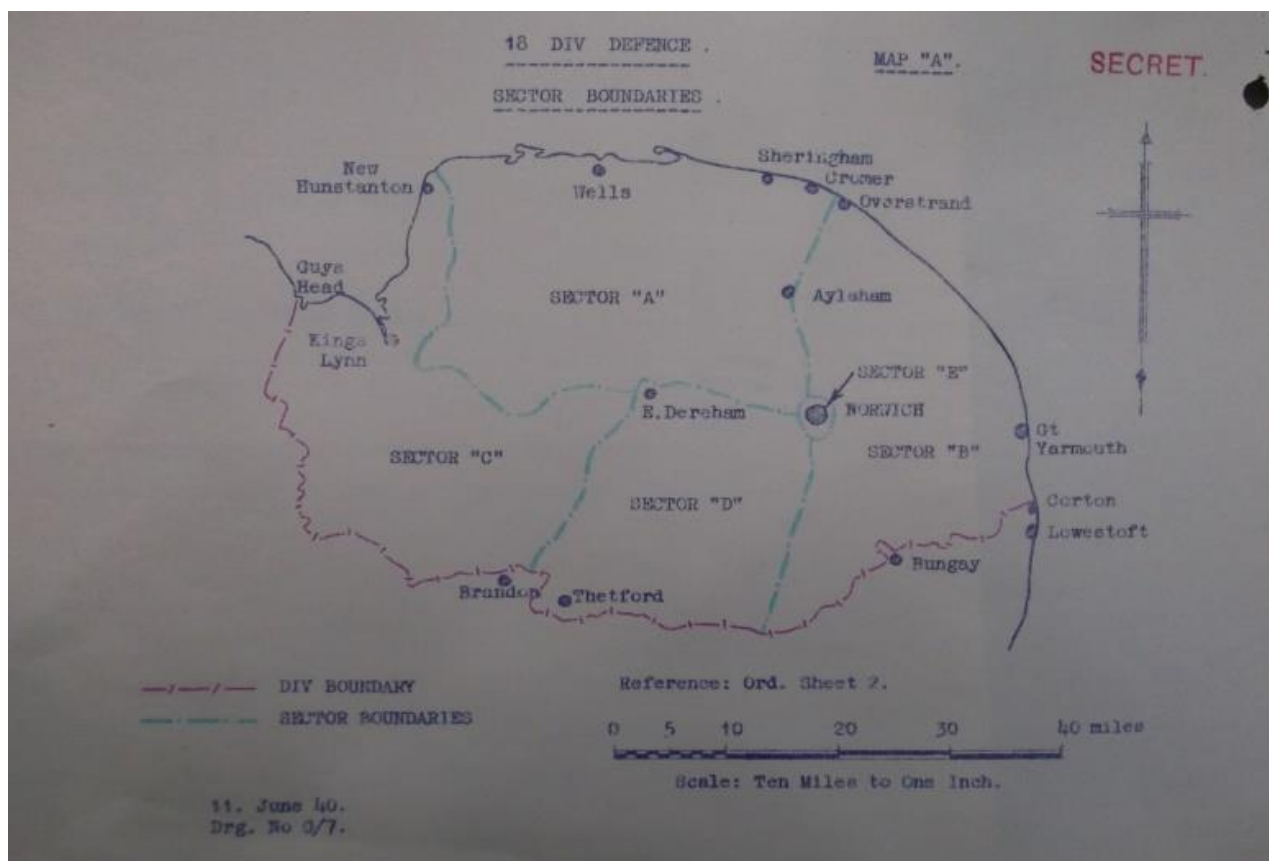 18 DIV DEFENCE.
MAP "A".
SECRET.
SECTOR BOUNDARIES.
New
Hunstanton
Wells
Sheringham
Cromer
Overstrand
Guys
Head
SECTOR "A"
Aylsham
Kings
Lynn
SECTOR "E"
E.Dereham
NORWICH
Gt
Yarmouth
SECTOR "C"
SECTOR "B"
SECTOR "D"
Corton
Lowestoft
Bungay
Brandon
Thetford
DIV BOUNDARY
Reference: Ord. Sheet 2.
SECTOR BOUNDARIES
0 5 10 20 30 40 miles
Scale: Ten Miles to One Inch.
11. June 40.
Drg. No